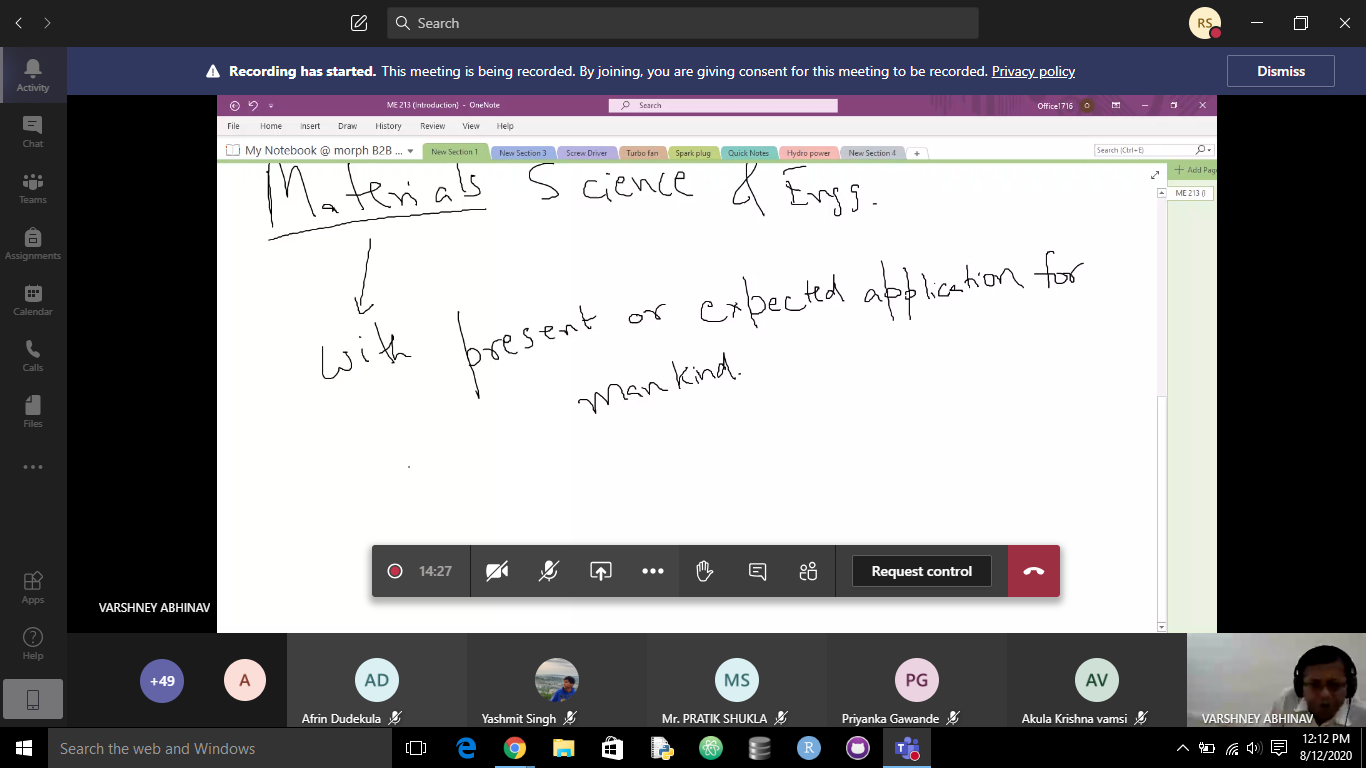 Search
RS
Recording has started. This meeting is being recorded. By joining, you are giving consent for this meeting to be recorded. Privacy policy
Dismiss
Activity
Chat
Teams
Assignments
Calendar
Calls
Files
Apps
Help
ME 213 (Introduction) - OneNote
Search
Office1716
O
File Home Insert Draw History Review View Help
My Notebook @ morph B2B ...
New Section 1 New Section 3 Screw Driver Turbo fan Spark plug Quick Notes Hydro power New Section 4 +
Search (Ctrl+E)
+ Add Page
ME 213 (I
Materials Science & Engg.
With present or expected application for
mankind.
14:27
Request control
VARSHNEY ABHINAV
+49
A
AD
MS
PG
AV
Afrin Dudekula
Yashmit Singh
Mr. PRATIK SHUKLA
Priyanka Gawande
Akula Krishna vamsi
VARSHNEY ABHINAV
Search the web and Windows
R
12:12 PM
8/12/2020